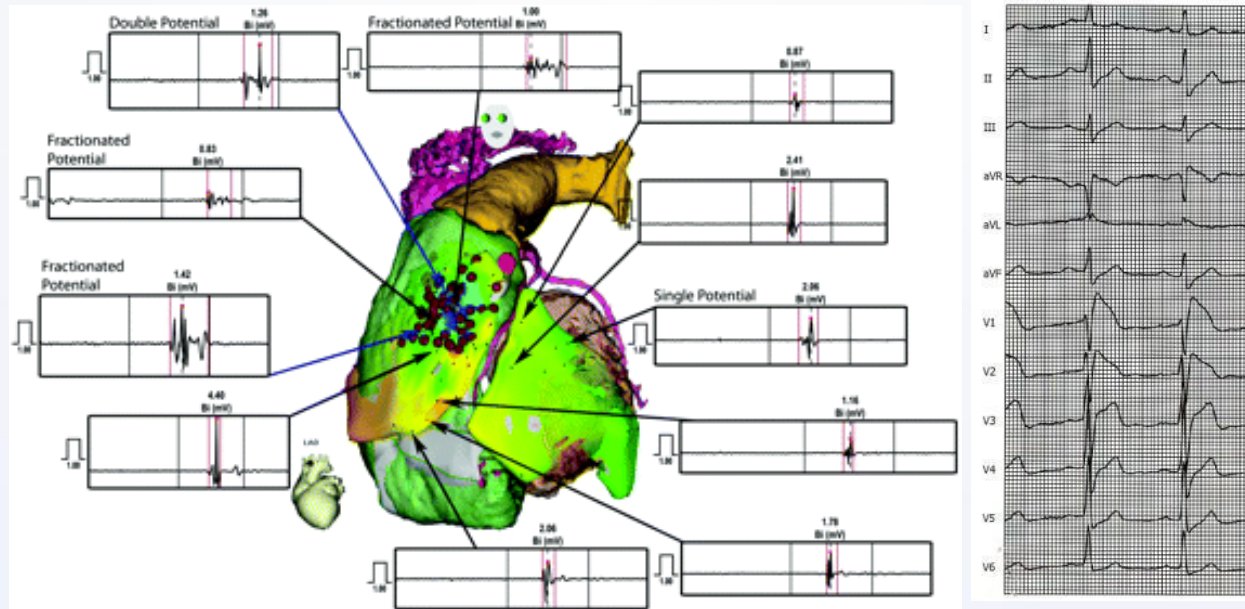 Double Potential
1.26
Bi (mV)
1.00
Fractionated Potential
1.00
Bi (mV)
1.00
0.87
Bi (mV)
1.00
Fractionated
Potential
0.83
Bi (mV)
1.00
2.41
Bi (mV)
Fractionated
Potential
1.42
Bi (mV)
1.00
Single Potential
2.06
Bi (mV)
1.00
4.40
Bi (mV)
1.00
1.16
Bi (mV)
1.00
2.06
Bi (mV)
1.00
1.78
Bi (mV)
1.00
I
II
III
aVR
aVL
aVF
V1
V2
V3
V4
V5
V6